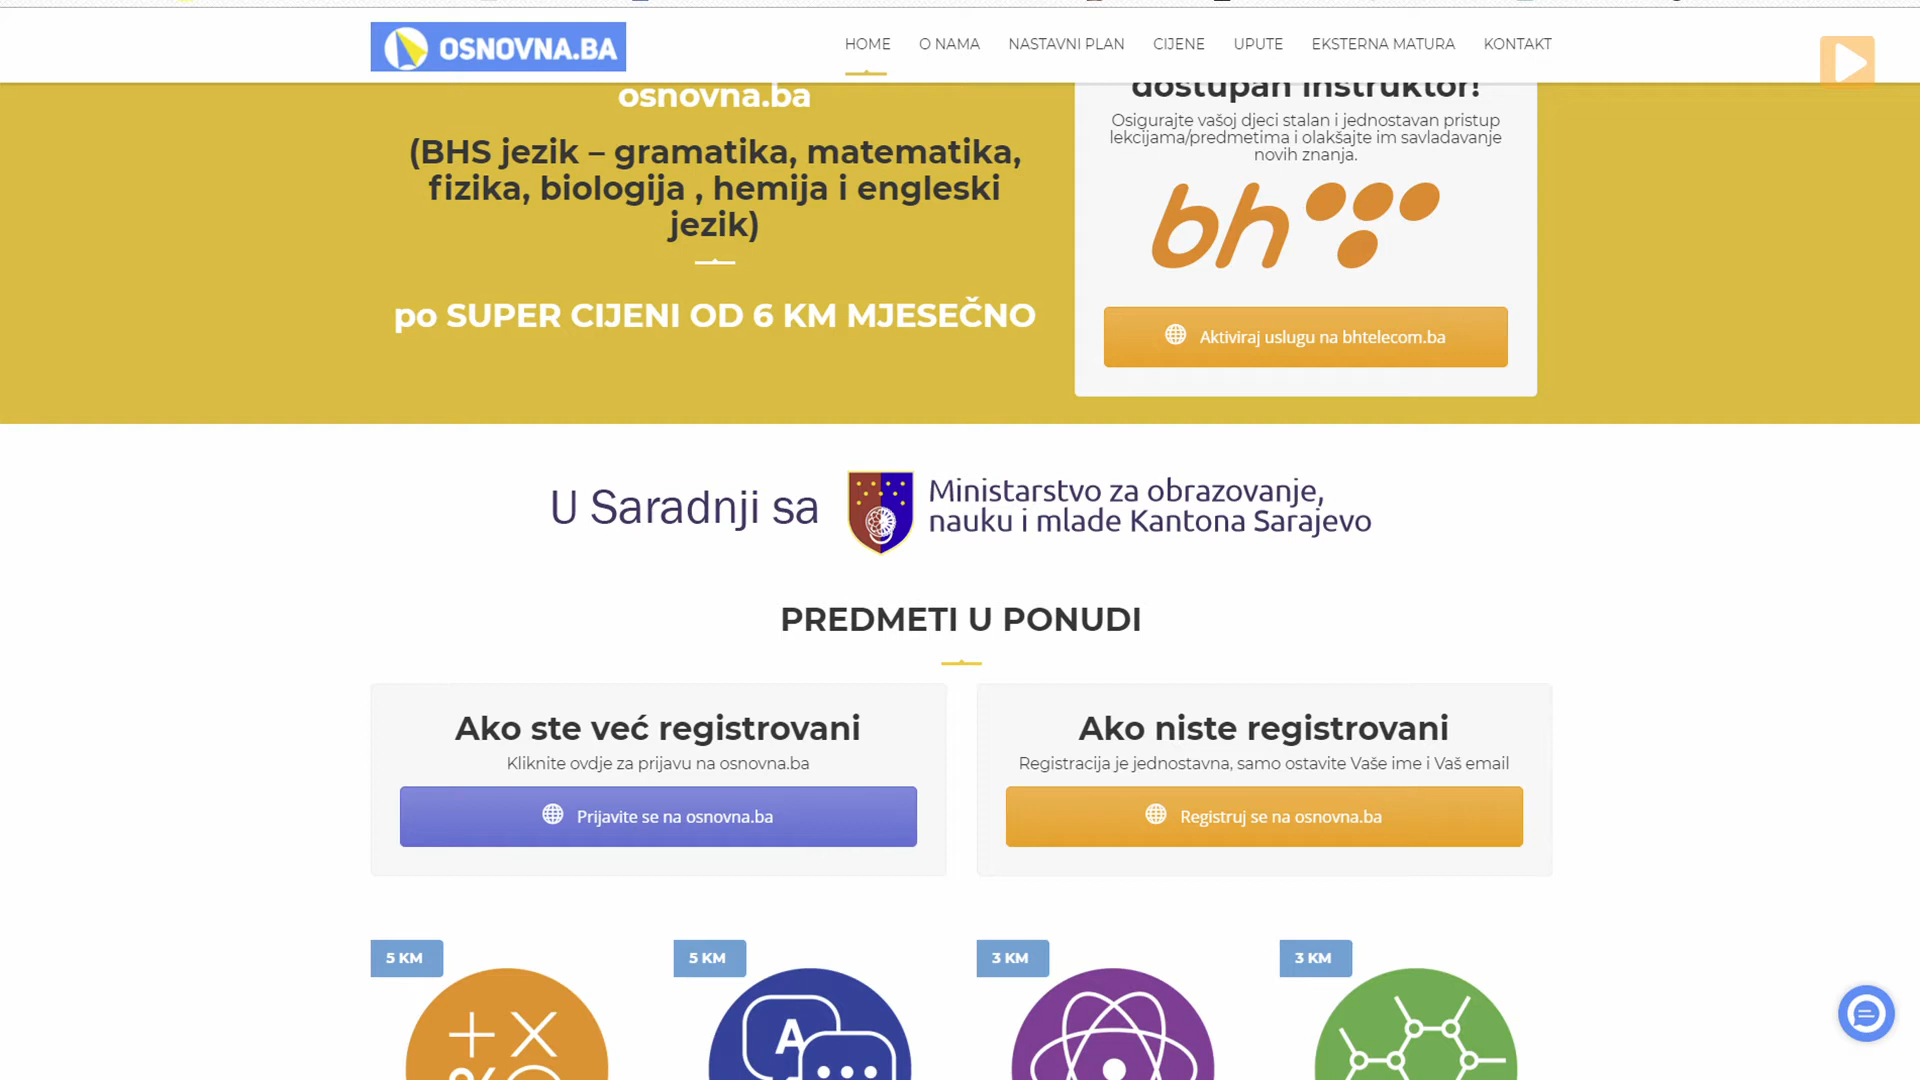 OSNOVNA.BA
HOME
O NAMA
NASTAVNI PLAN
CIJENE
UPUTE
EKSTERNA MATURA
KONTAKT
osnovna.ba
(BHS jezik – gramatika, matematika,
fizika, biologija , hemija i engleski
jezik)
po SUPER CIJENI OD 6 KM MJESEČNO
dostupan instruktor!
Osigurajte vašoj djeci stalan i jednostavan pristup
lekcijama/predmetima i olakšajte im savladavanje
novih znanja.
bh
Aktiviraj uslugu na bhtelecom.ba
U Saradnji sa
Ministarstvo za obrazovanje,
nauku i mlade Kantona Sarajevo
PREDMETI U PONUDI
Ako ste već registrovani
Kliknite ovdje za prijavu na osnovna.ba
Prijavite se na osnovna.ba
Ako niste registrovani
Registracija je jednostavna, samo ostavite Vaše ime i Vaš email
Registruj se na osnovna.ba
5 KM
5 KM
3 KM
3 KM
A